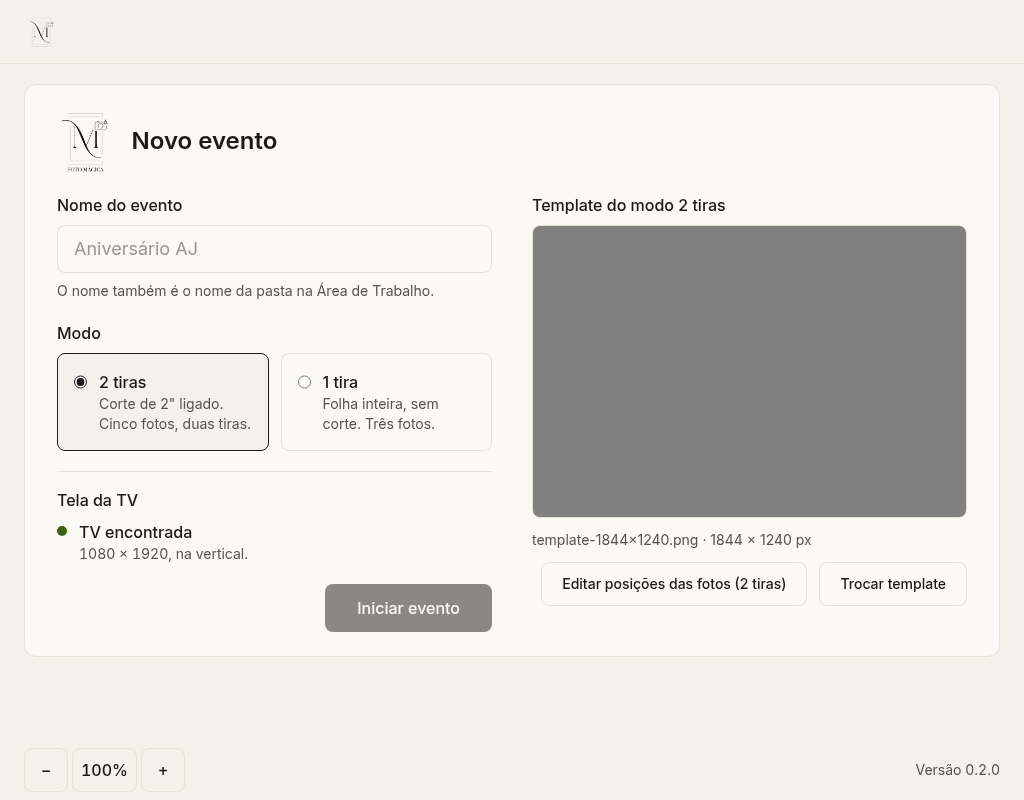 M
M
FOTO MÁGICA
Novo evento
Nome do evento
Aniversário AJ
O nome também é o nome da pasta na Área de Trabalho.
Modo
2 tiras
Corte de 2" ligado.
Cinco fotos, duas tiras.
1 tira
Folha inteira, sem
corte. Três fotos.
Tela da TV
TV encontrada
1080 × 1920, na vertical.
Iniciar evento
Template do modo 2 tiras
template-1844×1240.png · 1844 × 1240 px
Editar posições das fotos (2 tiras)
Trocar template
−
100%
+
Versão 0.2.0